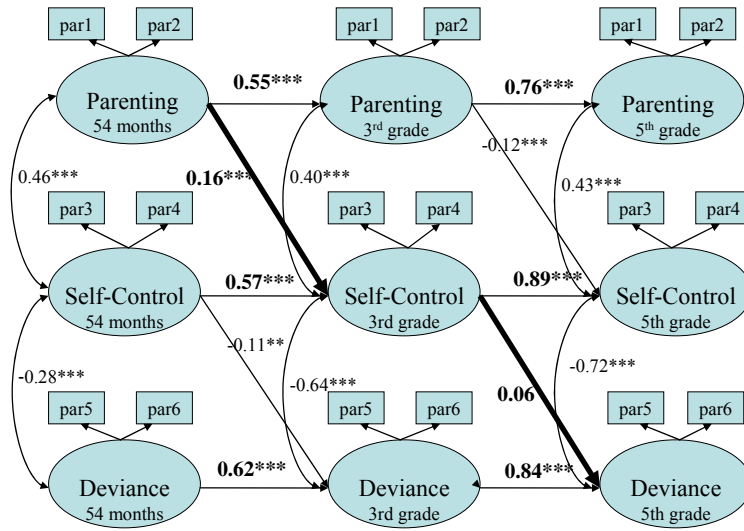 par1 par2 par1 par2 par1 par2
0.55*** 0.76***
Parenting Parenting Parenting
54 months 3rd grade 5th grade
-0.12***
0.46*** 0.16*** 0.40*** 0.43***
par3 par4 par3 par4 par3 par4
0.57*** 0.89***
Self-Control Self-Control Self-Control
54 months 3rd grade 5th grade
-0.11**
-0.28*** -0.64*** 0.06 -0.72***
par5 par6 par5 par6 par5 par6
0.62*** 0.84***
Deviance Deviance Deviance
54 months 3rd grade 5th grade